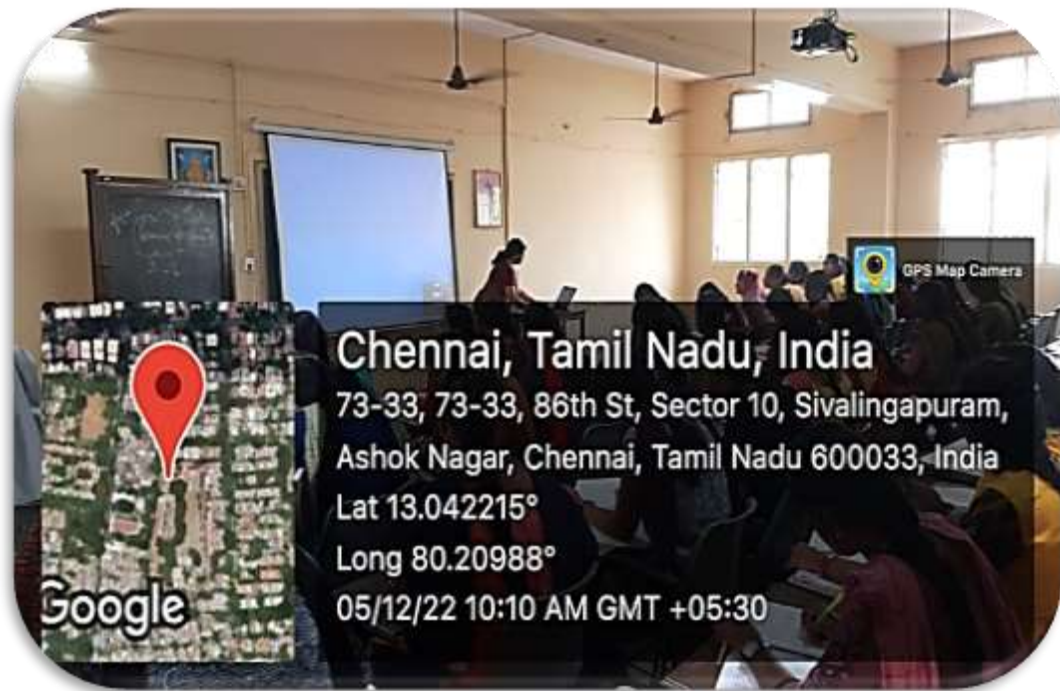 GPS Map Camera
Chennai, Tamil Nadu, India
73-33, 73-33, 86th St, Sector 10, Sivalingapuram,
Ashok Nagar, Chennai, Tamil Nadu 600033, India
Lat 13.042215°
Long 80.20988°
05/12/22 10:10 AM GMT +05:30
Google